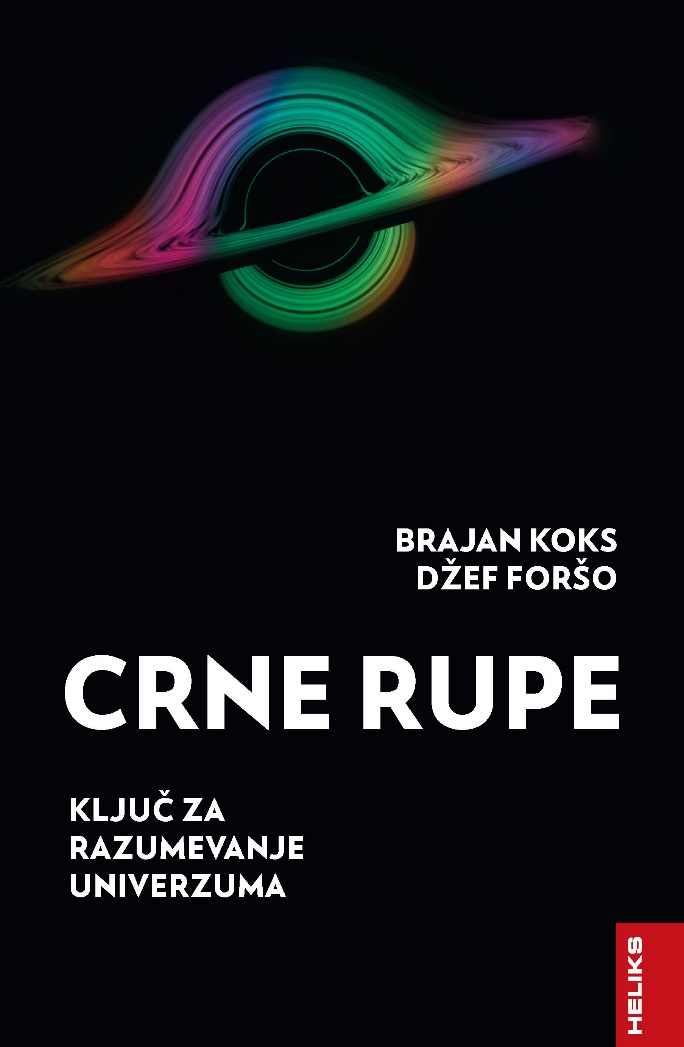 BRAJAN KOKS
DŽEF FORŠO
CRNE RUPE
KLJUČ ZA
RAZUMEVANJE
UNIVERZUMA
HELIKS